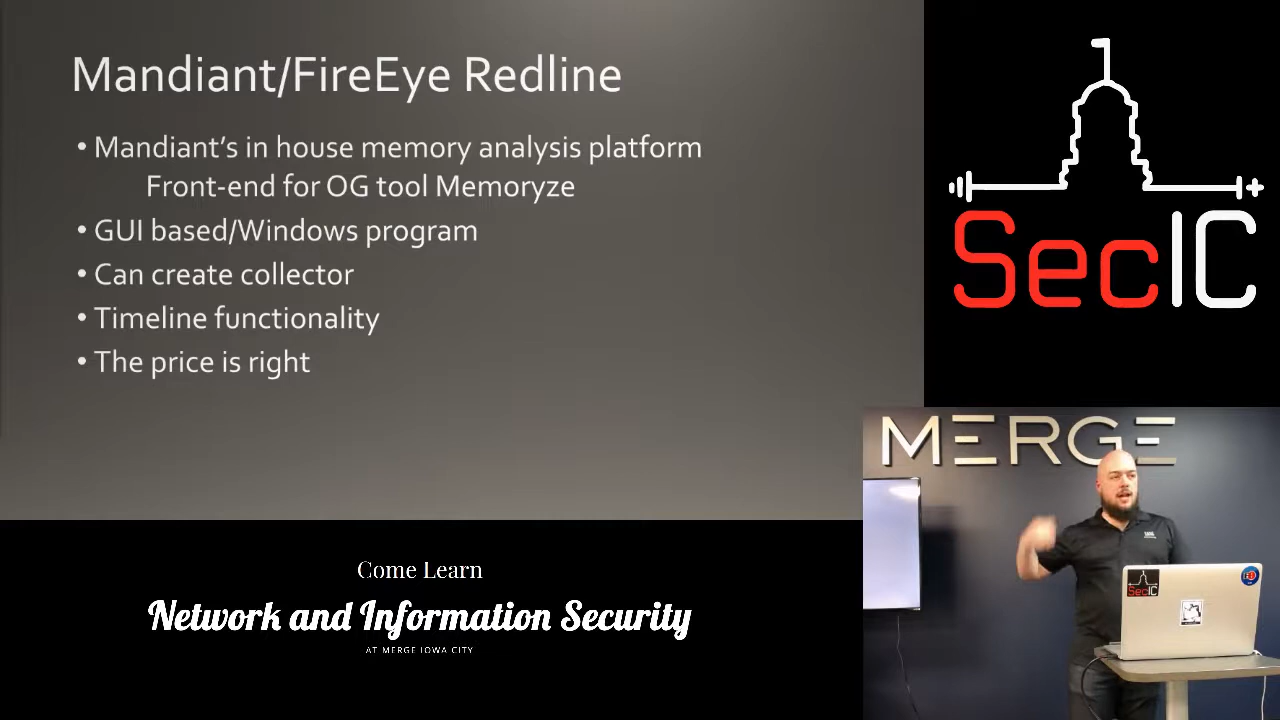 Mandiant/FireEye Redline
• Mandiant's in house memory analysis platform
Front-end for OG tool Memoryze
• GUI based/Windows program
• Can create collector
• Timeline functionality
• The price is right
SecIC
MERGE
SecIC
Come Learn
Network and Information Security
AT MERGE IOWA CITY